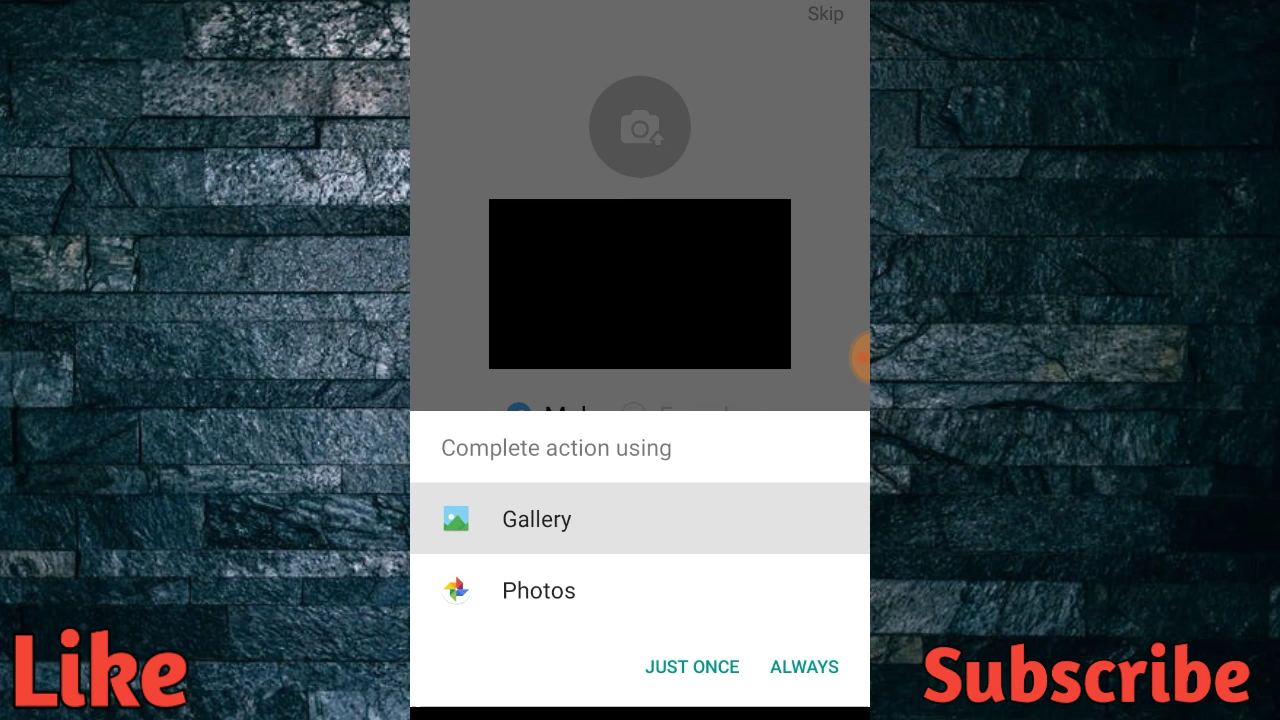 Skip
Complete action using
Gallery
Photos
JUST ONCE ALWAYS
Like
Subscribe